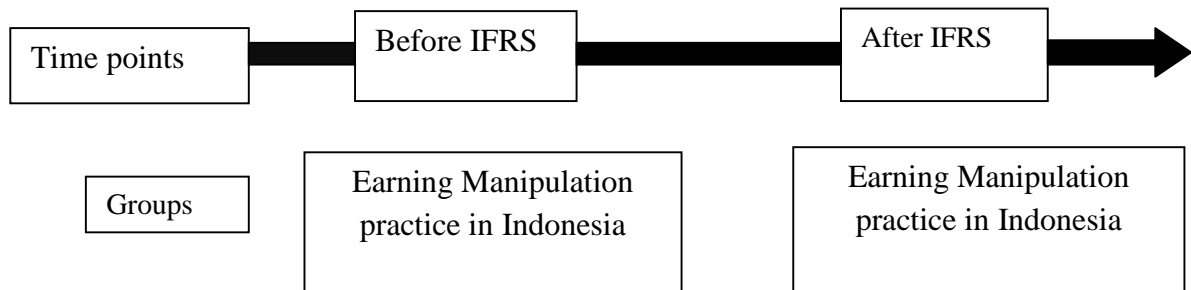 Time points
Before IFRS
After IFRS
Groups
Earning Manipulation
practice in Indonesia
Earning Manipulation
practice in Indonesia